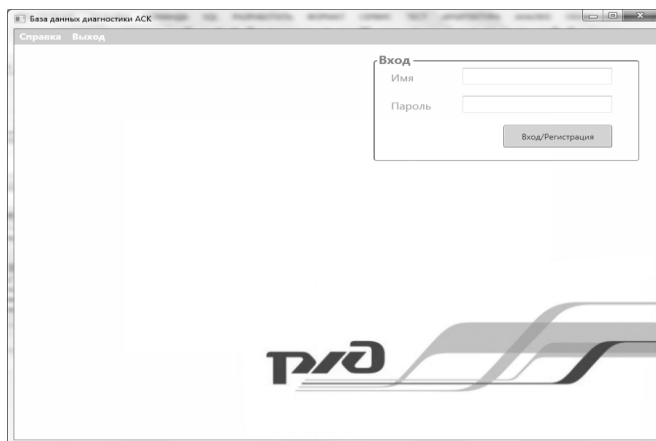 База данных диагностики АСК
Справка Выход
Вход
Имя
Пароль
Вход/Регистрация
РЖД